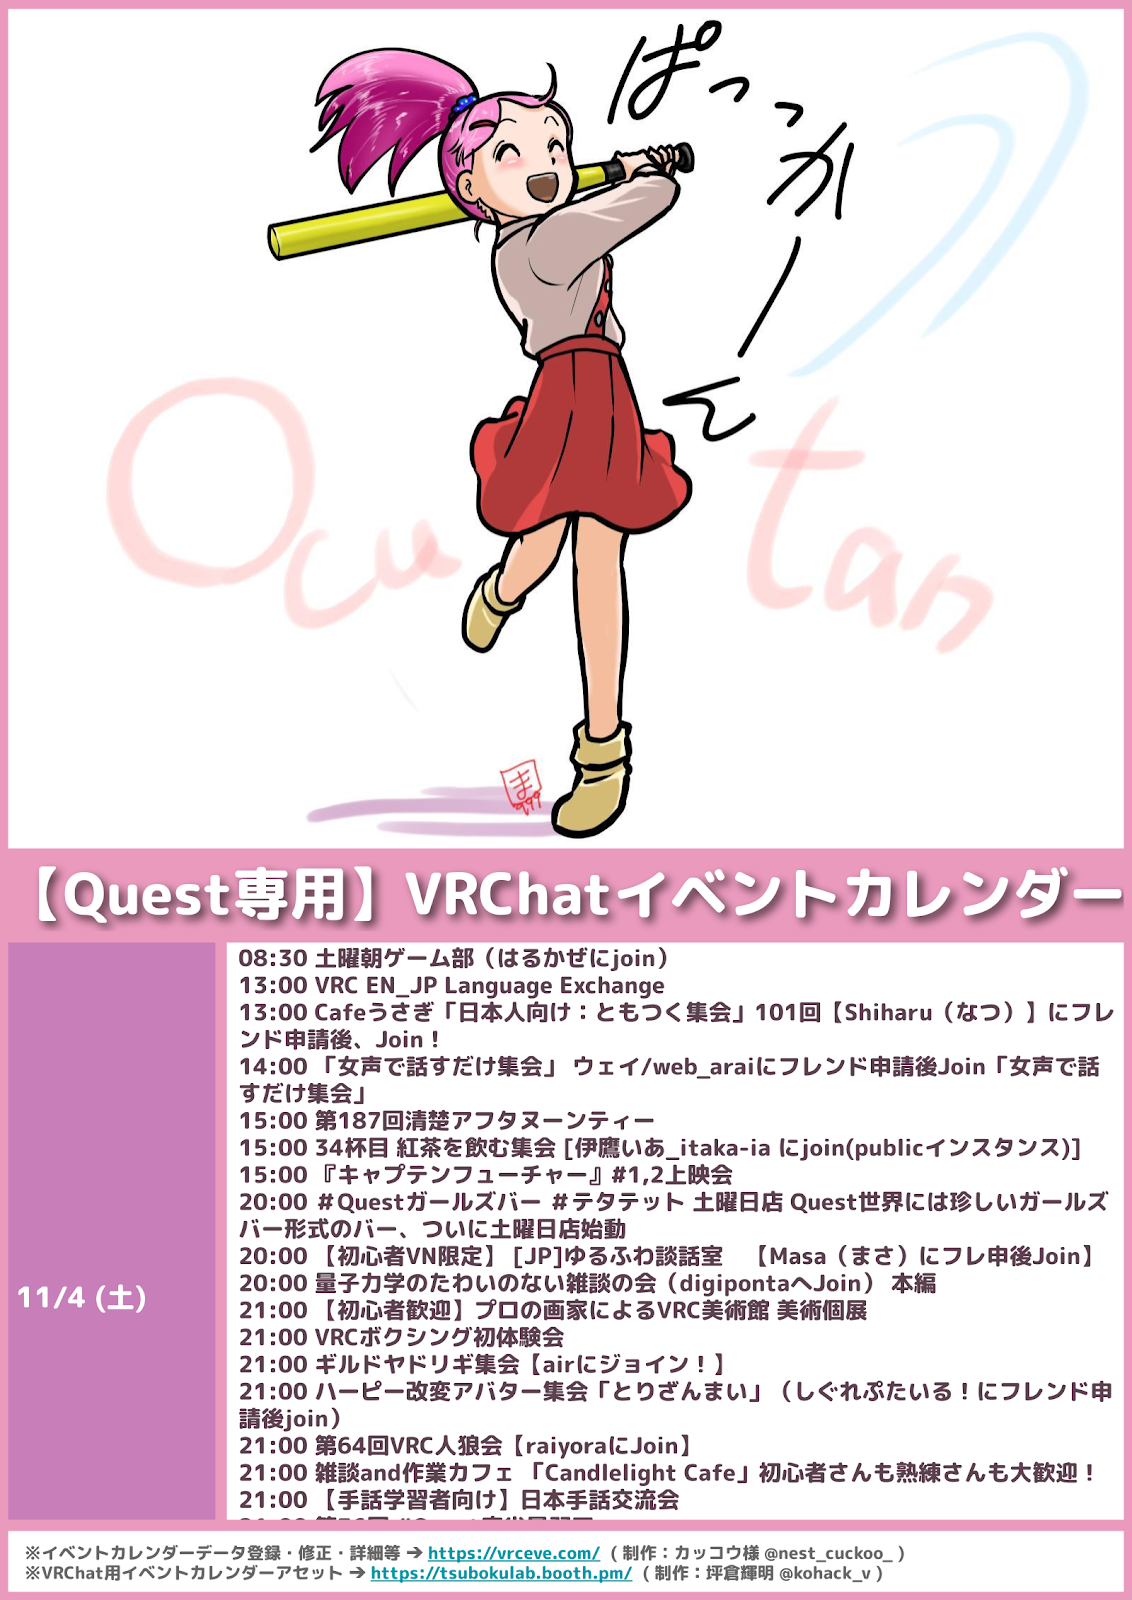 ぱっっかーん
Ocu tan
ま
999
【Quest専用】VRChatイベントカレンダー
11/4 (土)
08:30 土曜朝ゲーム部（はるかぜにjoin）
13:00 VRC EN_JP Language Exchange
13:00 Cafeうさぎ「日本人向け：ともつく集会」101回【Shiharu（なつ）】にフレ
ンド申請後、Join！
14:00 「女声で話すだけ集会」 ウェイ/web_araiにフレンド申請後Join「女声で話
すだけ集会」
15:00 第187回清楚アフタヌーンティー
15:00 34杯目 紅茶を飲む集会 [伊鷹いあ_itaka-ia にjoin(publicインスタンス)]
15:00 『キャプテンフューチャー』#1,2上映会
20:00 ＃Questガールズバー ＃テタテット 土曜日店 Quest世界には珍しいガールズ
バー形式のバー、ついに土曜日店始動
20:00 【初心者VN限定】 [JP]ゆるふわ談話室　【Masa（まさ）にフレ申後Join】
20:00 量子力学のたわいのない雑談の会（digipontaへJoin） 本編
21:00 【初心者歓迎】プロの画家によるVRC美術館 美術個展
21:00 VRCボクシング初体験会
21:00 ギルドヤドリギ集会【airにジョイン！】
21:00 ハーピー改変アバター集会「とりざんまい」（しぐれぷたいる！にフレンド申
請後join）
21:00 第64回VRC人狼会【raiyoraにJoin】
21:00 雑談and作業カフェ 「Candlelight Cafe」初心者さんも熟練さんも大歓迎！
21:00 【手話学習者向け】日本手話交流会
※イベントカレンダーデータ登録・修正・詳細等 ➔ https://vrceve.com/ （ 制作：カッコウ様 @nest_cuckoo_ ）
※VRChat用イベントカレンダーアセット ➔ https://tsubokulab.booth.pm/ （ 制作：坪倉輝明 @kohack_v ）